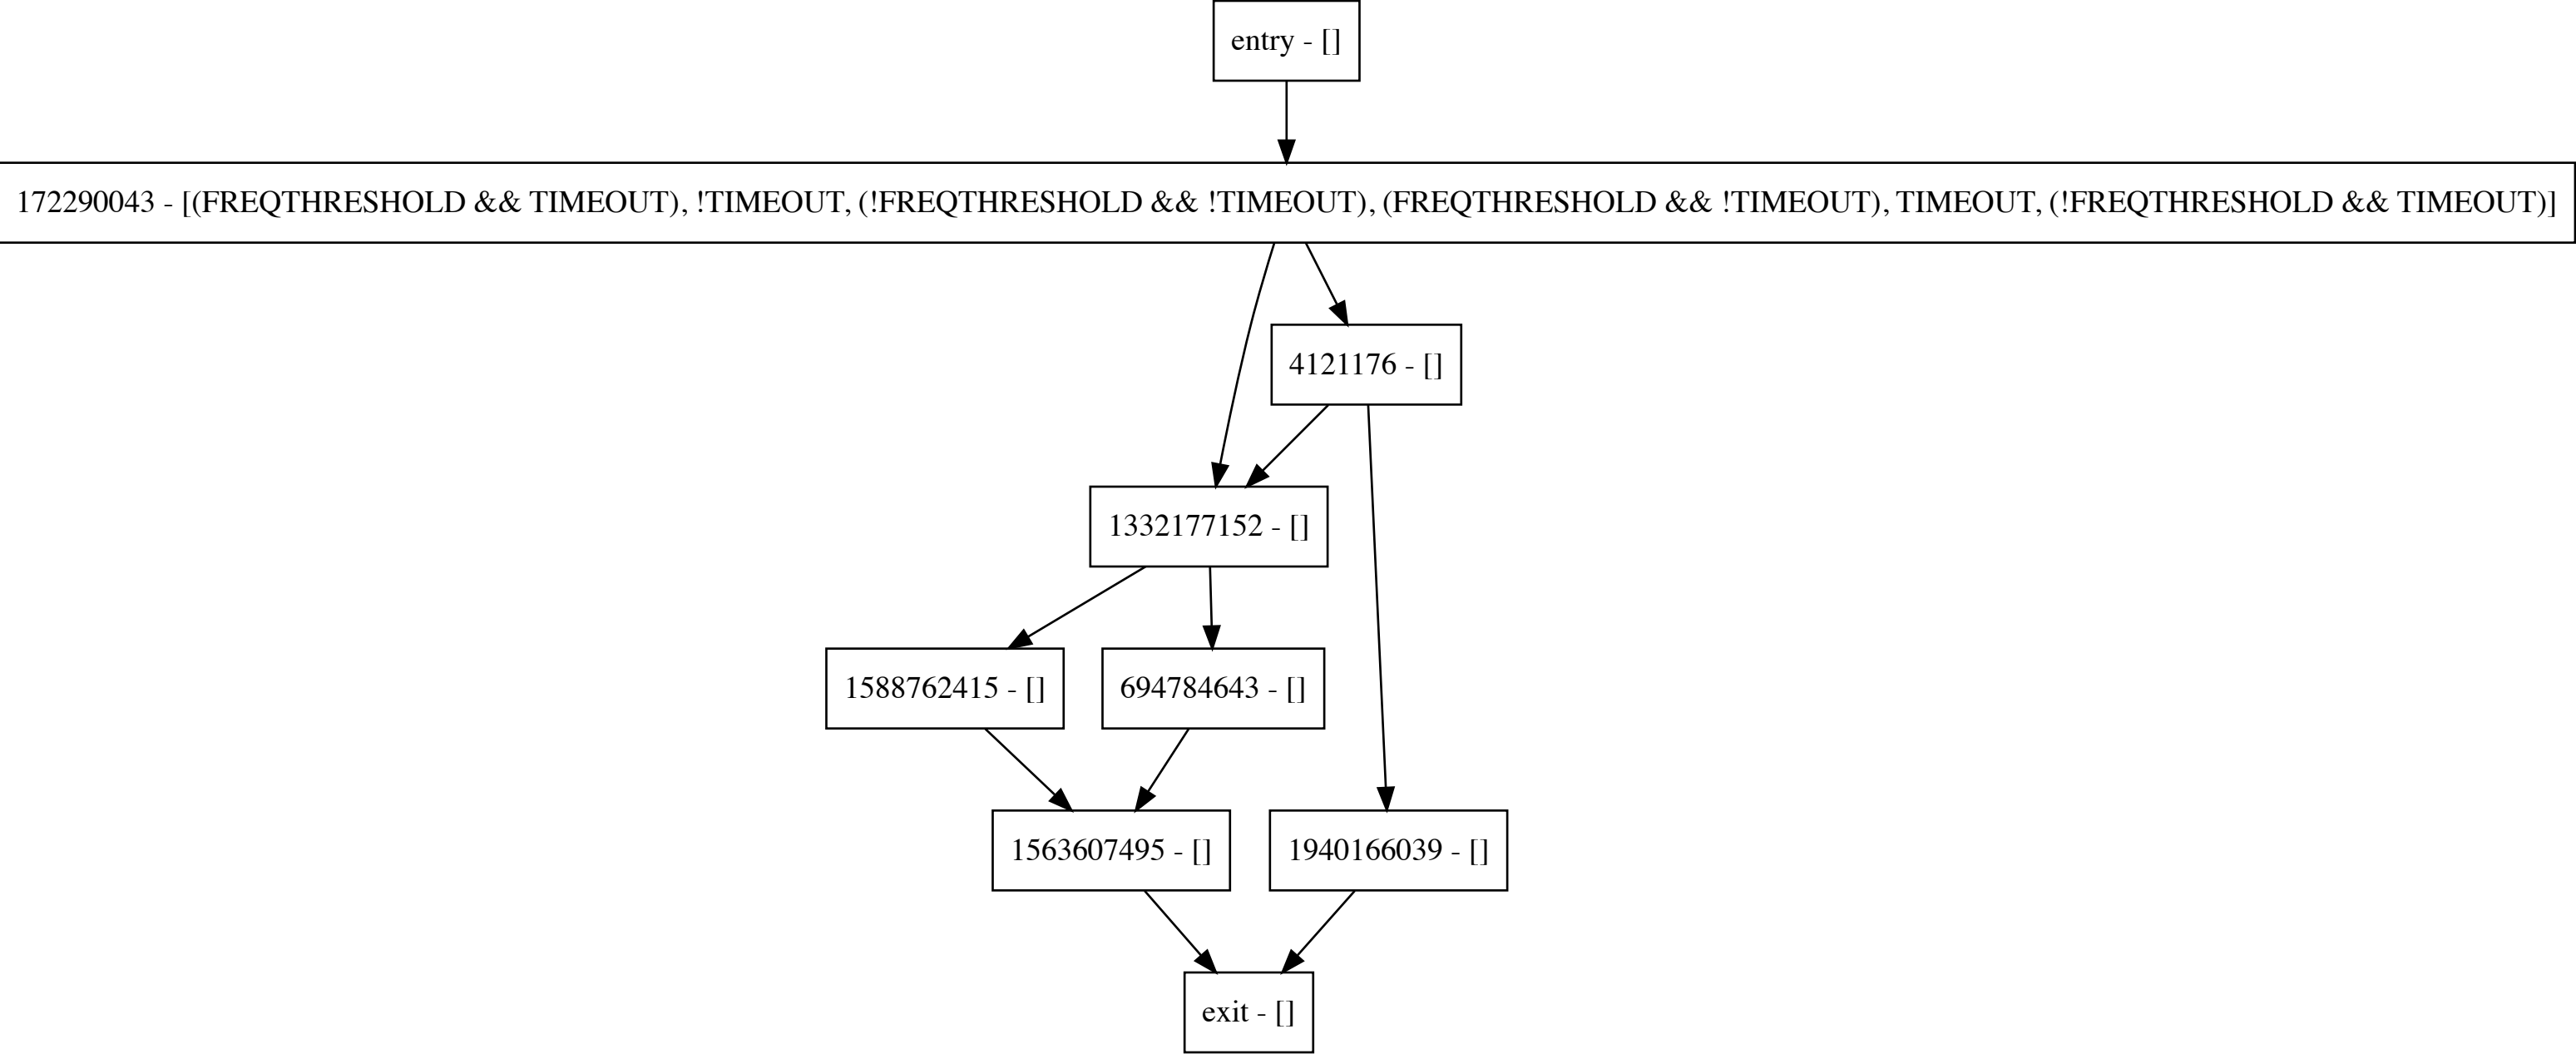 entry - []
172290043 - [(FREQTHRESHOLD && TIMEOUT), !TIMEOUT, (!FREQTHRESHOLD && !TIMEOUT), (FREQTHRESHOLD && !TIMEOUT), TIMEOUT, (!FREQTHRESHOLD && TIMEOUT)]
4121176 - []
1332177152 - []
1588762415 - []
694784643 - []
1563607495 - []
1940166039 - []
exit - []